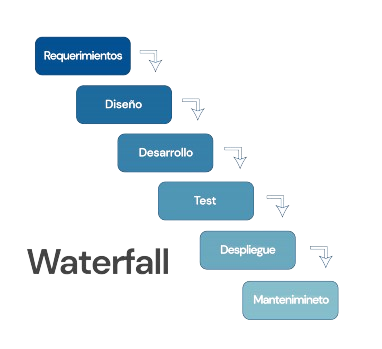 Requerimientos
Diseño
Desarrollo
Test
Despliegue
Mantenimineto
Waterfall